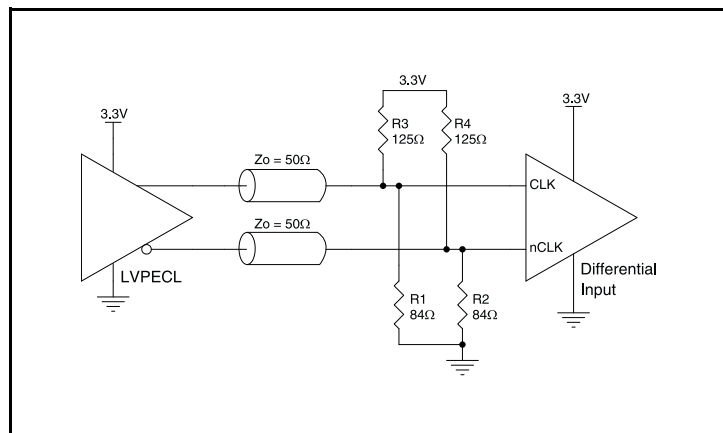 3.3V
3.3V
3.3V
R3
125Ω
R4
125Ω
Zo = 50Ω
CLK
Zo = 50Ω
nCLK
LVPECL
Differential
Input
R1
84Ω
R2
84Ω